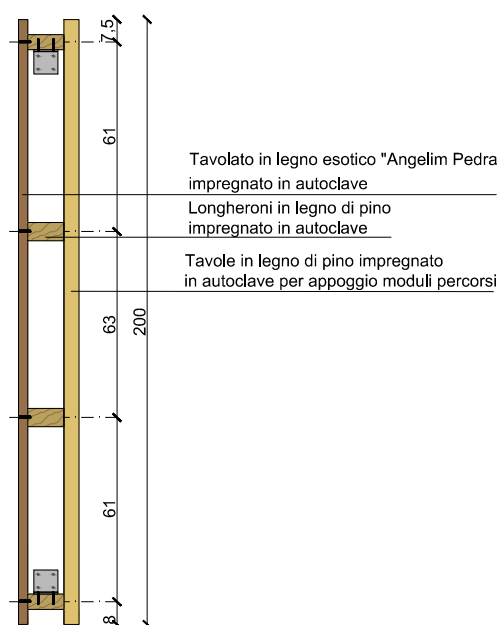 7,5
61
Tavolato in legno esotico "Angelim Pedra
impregnato in autoclave
Longheroni in legno di pino
impregnato in autoclave
Tavole in legno di pino impregnato
in autoclave per appoggio moduli percorsi
63
200
61
8